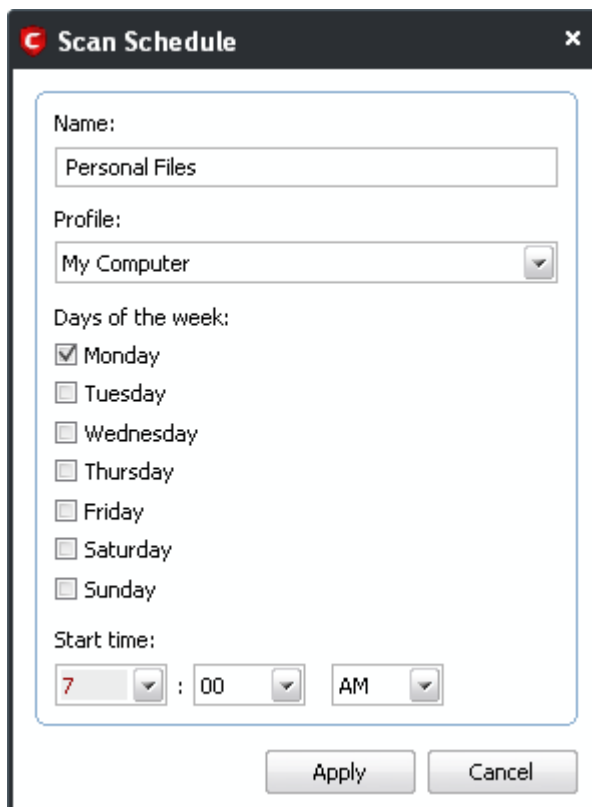 C Scan Schedule
Name:
Personal Files
Profile:
My Computer
Days of the week:
Monday
Tuesday
Wednesday
Thursday
Friday
Saturday
Sunday
Start time:
7 : 00 AM
Apply Cancel